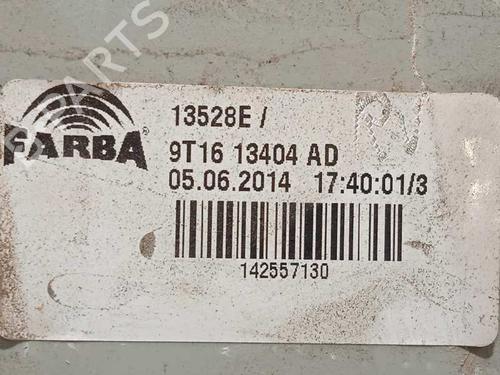 FARBA
13528E /
9T16 13404 AD
05.06.2014 17:40:01/3
142557130